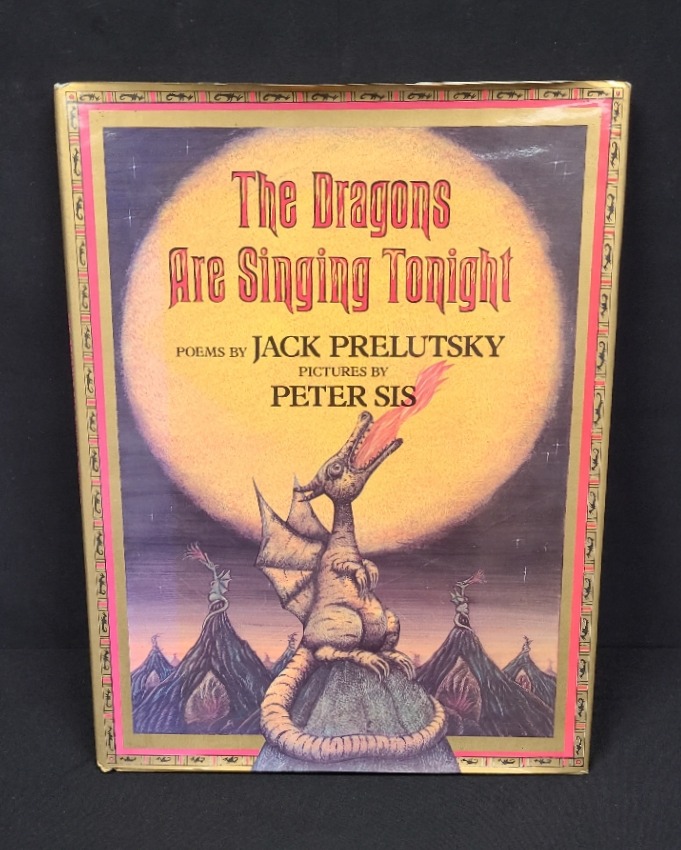 The Dragons
Are Singing Tonight
POEMS BY JACK PRELUTSKY
PICTURES BY
PETER SIS